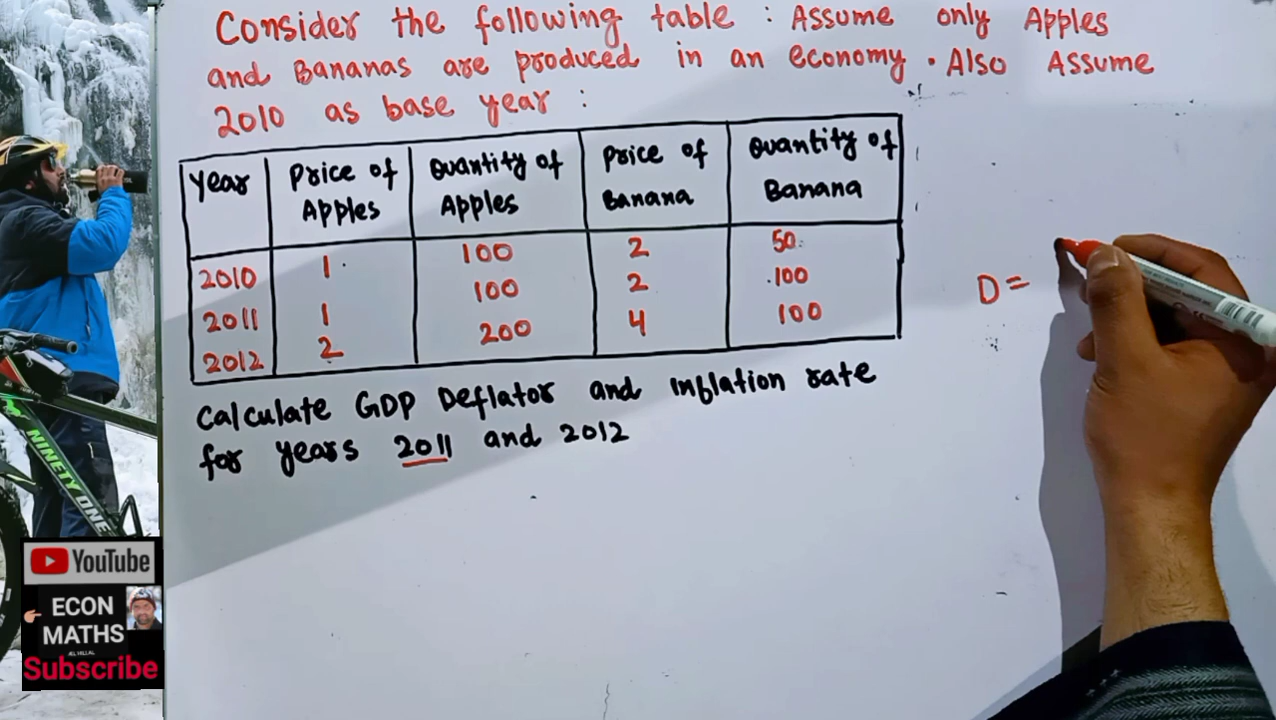 Consider the following table : Assume only Apples
and Bananas are produced in an economy. Also Assume
2010 as base year :
Year Price of Apples Quantity of Apples Price of Banana Quantity of Banana
2010 1 100 2 50
2011 1 100 2 100
2012 2 200 4 100
Calculate GDP Deflator and Inflation rate
for years 2011 and 2012
D =
NINETY ONE
YouTube
ECON
MATHS
Subscribe